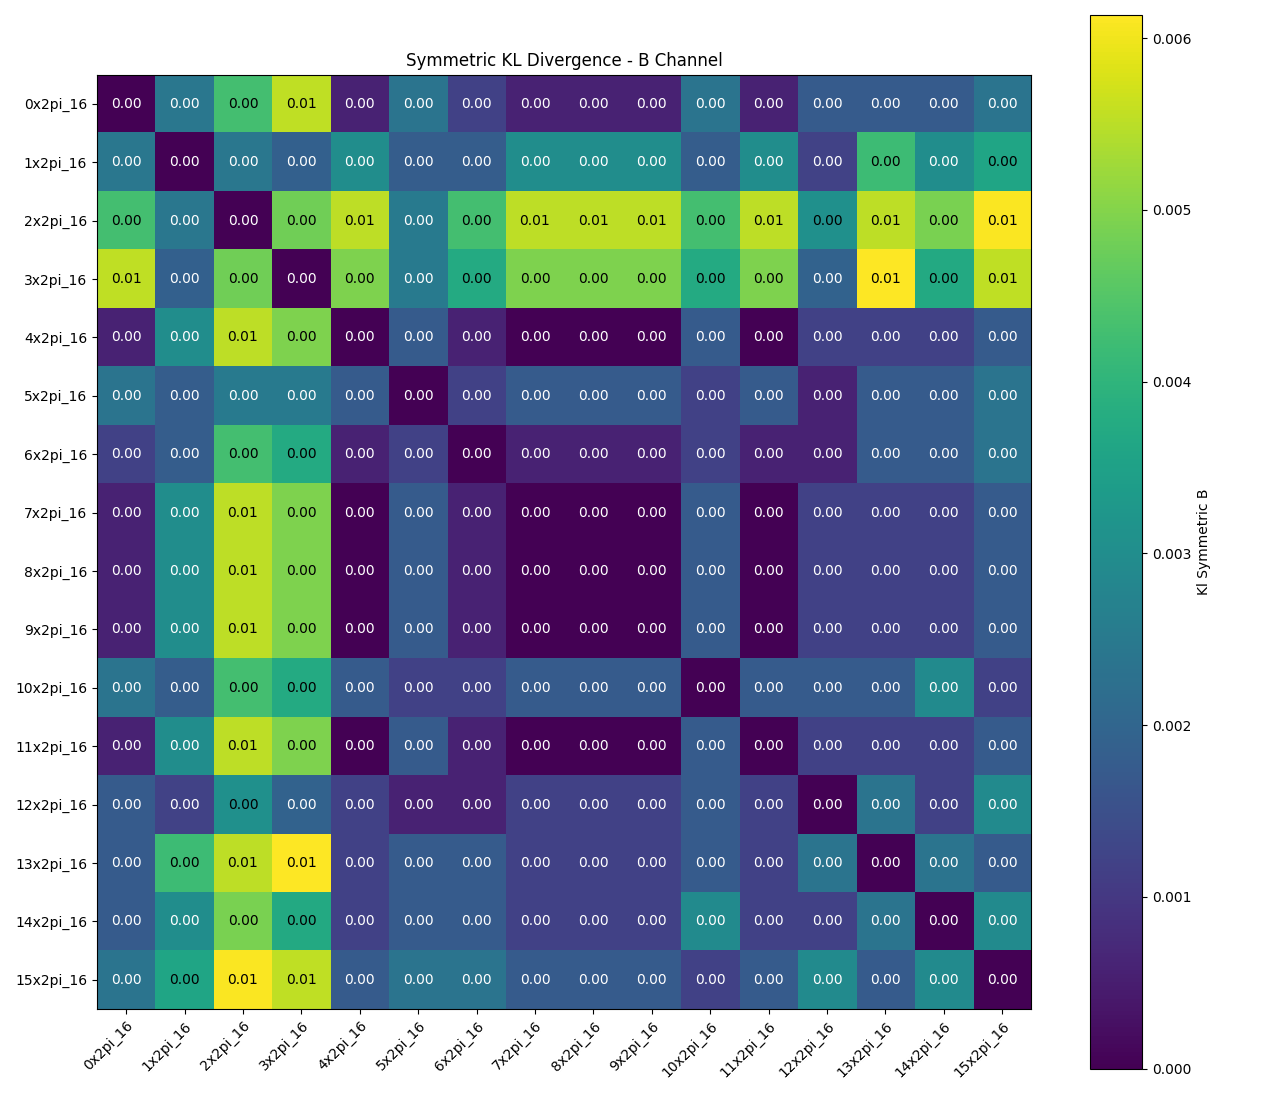 Symmetric KL Divergence - B Channel
0x2pi_16 0.00 0.00 0.00 0.01 0.00 0.00 0.00 0.00 0.00 0.00 0.00 0.00 0.00 0.00 0.00 0.00
1x2pi_16 0.00 0.00 0.00 0.00 0.00 0.00 0.00 0.00 0.00 0.00 0.00 0.00 0.00 0.00 0.00 0.00
2x2pi_16 0.00 0.00 0.00 0.00 0.01 0.00 0.00 0.01 0.01 0.01 0.00 0.01 0.00 0.01 0.00 0.01
3x2pi_16 0.01 0.00 0.00 0.00 0.00 0.00 0.00 0.00 0.00 0.00 0.00 0.00 0.00 0.01 0.00 0.01
4x2pi_16 0.00 0.00 0.01 0.00 0.00 0.00 0.00 0.00 0.00 0.00 0.00 0.00 0.00 0.00 0.00 0.00
5x2pi_16 0.00 0.00 0.00 0.00 0.00 0.00 0.00 0.00 0.00 0.00 0.00 0.00 0.00 0.00 0.00 0.00
6x2pi_16 0.00 0.00 0.00 0.00 0.00 0.00 0.00 0.00 0.00 0.00 0.00 0.00 0.00 0.00 0.00 0.00
7x2pi_16 0.00 0.00 0.01 0.00 0.00 0.00 0.00 0.00 0.00 0.00 0.00 0.00 0.00 0.00 0.00 0.00
8x2pi_16 0.00 0.00 0.01 0.00 0.00 0.00 0.00 0.00 0.00 0.00 0.00 0.00 0.00 0.00 0.00 0.00
9x2pi_16 0.00 0.00 0.01 0.00 0.00 0.00 0.00 0.00 0.00 0.00 0.00 0.00 0.00 0.00 0.00 0.00
10x2pi_16 0.00 0.00 0.00 0.00 0.00 0.00 0.00 0.00 0.00 0.00 0.00 0.00 0.00 0.00 0.00 0.00
11x2pi_16 0.00 0.00 0.01 0.00 0.00 0.00 0.00 0.00 0.00 0.00 0.00 0.00 0.00 0.00 0.00 0.00
12x2pi_16 0.00 0.00 0.00 0.00 0.00 0.00 0.00 0.00 0.00 0.00 0.00 0.00 0.00 0.00 0.00 0.00
13x2pi_16 0.00 0.00 0.01 0.01 0.00 0.00 0.00 0.00 0.00 0.00 0.00 0.00 0.00 0.00 0.00 0.00
14x2pi_16 0.00 0.00 0.00 0.00 0.00 0.00 0.00 0.00 0.00 0.00 0.00 0.00 0.00 0.00 0.00 0.00
15x2pi_16 0.00 0.00 0.01 0.01 0.00 0.00 0.00 0.00 0.00 0.00 0.00 0.00 0.00 0.00 0.00 0.00
0x2pi_16 1x2pi_16 2x2pi_16 3x2pi_16 4x2pi_16 5x2pi_16 6x2pi_16 7x2pi_16 8x2pi_16 9x2pi_16 10x2pi_16 11x2pi_16 12x2pi_16 13x2pi_16 14x2pi_16 15x2pi_16
0.006
0.005
0.004
0.003
0.002
0.001
0.000
Kl Symmetric B